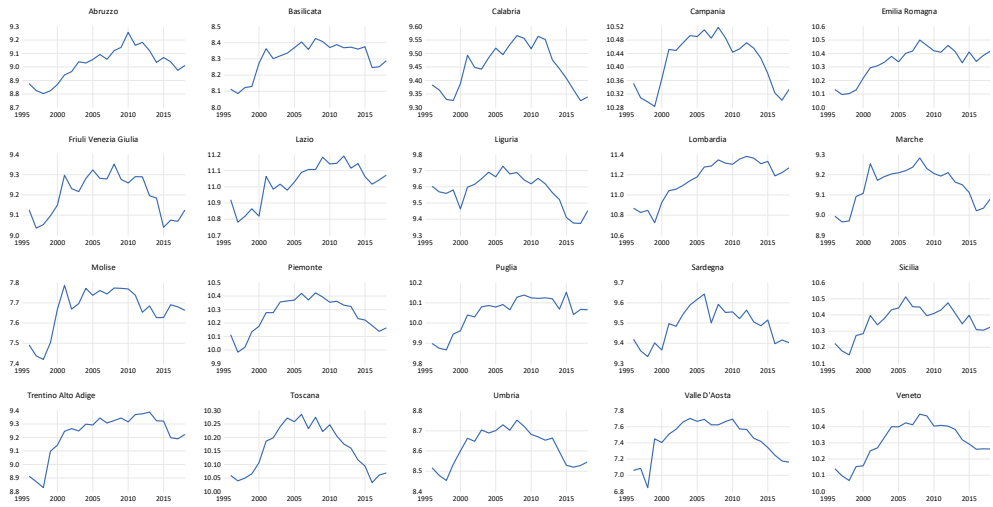 Abruzzo Basilicata Calabria Campania Emilia Romagna
9.3 8.5 9.60 10.52 10.6
9.2 8.4 9.55 10.48 10.5
9.1 8.3 9.50 10.44 10.4
9.0 8.2 9.45 10.40 10.3
8.9 8.1 9.40 10.36 10.2
8.8 8.0 9.35 10.32 10.1
8.7 9.30 10.28 10.0
1995 2000 2005 2010 2015 1995 2000 2005 2010 2015 1995 2000 2005 2010 2015 1995 2000 2005 2010 2015 1995 2000 2005 2010 2015
Friuli Venezia Giulia Lazio Liguria Lombardia Marche
9.4 11.2 9.8 11.4 9.3
9.3 11.1 9.7 11.2 9.2
9.2 11.0 9.6 11.0 9.1
9.1 10.9 9.5 10.8 9.0
9.0 10.8 9.4 10.6 8.9
10.7 9.3
1995 2000 2005 2010 2015 1995 2000 2005 2010 2015 1995 2000 2005 2010 2015 1995 2000 2005 2010 2015 1995 2000 2005 2010 2015
Molise Piemonte Puglia Sardegna Sicilia
7.8 10.5 10.2 9.7 10.6
7.7 10.4 10.1 9.6 10.5
7.6 10.3 10.0 9.5 10.4
7.5 10.2 9.9 9.4 10.3
7.4 10.1 9.8 9.3 10.2
10.0 10.1
9.9
1995 2000 2005 2010 2015 1995 2000 2005 2010 2015 1995 2000 2005 2010 2015 1995 2000 2005 2010 2015 1995 2000 2005 2010 2015
Trentino Alto Adige Toscana Umbria Valle D'Aosta Veneto
9.4 10.30 8.8 7.8 10.5
9.3 10.25 8.7 7.6 10.4
9.2 10.20 8.6 7.4 10.3
9.1 10.15 8.5 7.2 10.2
9.0 10.10 8.4 7.0 10.1
8.9 10.05 6.8 10.0
8.8 10.00
1995 2000 2005 2010 2015 1995 2000 2005 2010 2015 1995 2000 2005 2010 2015 1995 2000 2005 2010 2015 1995 2000 2005 2010 2015